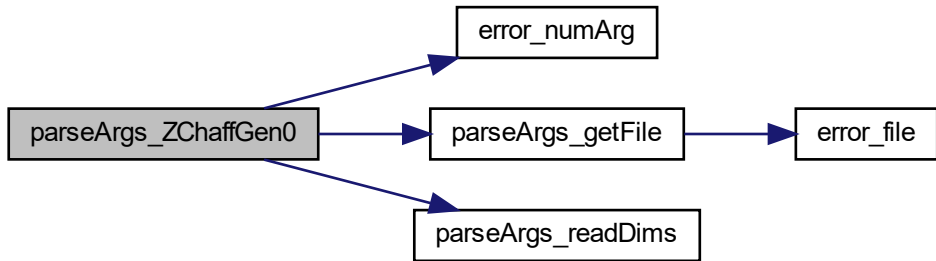 error_numArg
parseArgs_ZChaffGen0
parseArgs_getFile
error_file
parseArgs_readDims